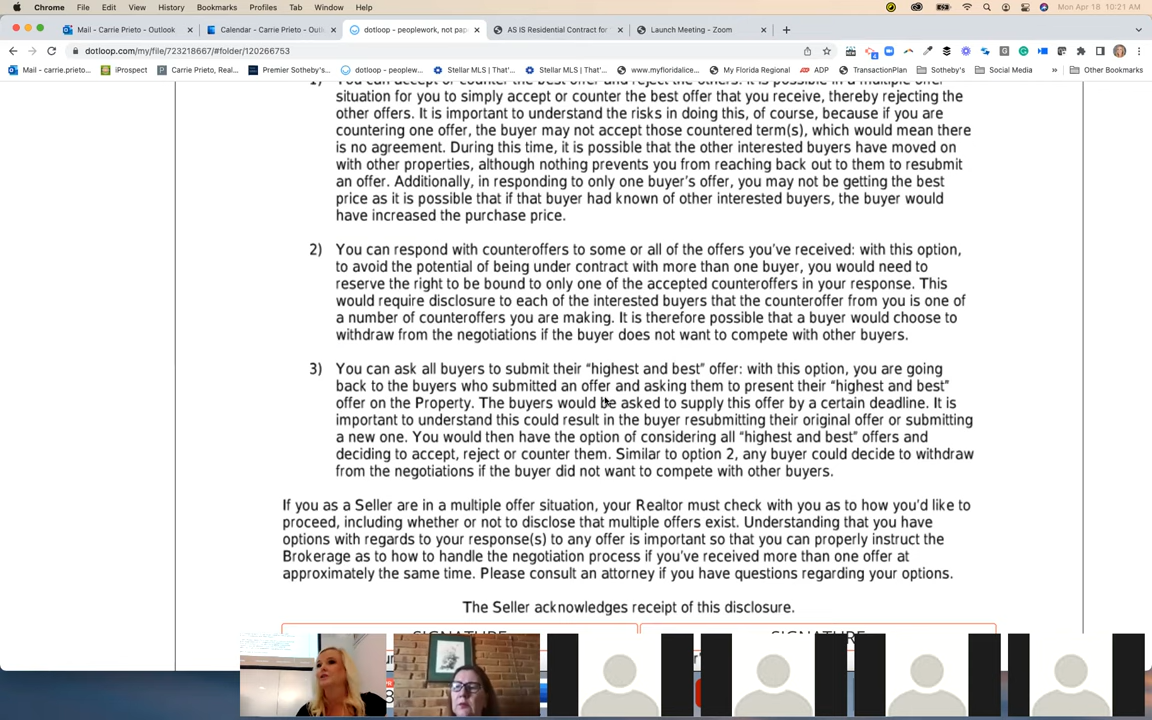 Chrome File Edit View History Bookmarks Profiles Tab Window Help Mon Apr 18 10:21 AM
Mail - Carrie Prieto - Outlook Calendar - Carrie Prieto - Outl dotloop - peoplework, not pap AS IS Residential Contract for Launch Meeting - Zoom
dotloop.com/my/file/723218667/#folder/120266753
Mail - carrie.prieto... iProspect Carrie Prieto, Real... Premier Sotheby's... dotloop - peoplew... Stellar MLS | That'... Stellar MLS | That'... www.myfloridalice... My Florida Regional ADP TransactionPlan Sotheby's Social Media Other Bookmarks
1) You can accept or counter the best offer and reject the others: it is possible in a multiple offer
situation for you to simply accept or counter the best offer that you receive, thereby rejecting the
other offers. It is important to understand the risks in doing this, of course, because if you are
countering one offer, the buyer may not accept those countered term(s), which would mean there
is no agreement. During this time, it is possible that the other interested buyers have moved on
with other properties, although nothing prevents you from reaching back out to them to resubmit
an offer. Additionally, in responding to only one buyer's offer, you may not be getting the best
price as it is possible that if that buyer had known of other interested buyers, the buyer would
have increased the purchase price.
2) You can respond with counteroffers to some or all of the offers you've received: with this option,
to avoid the potential of being under contract with more than one buyer, you would need to
reserve the right to be bound to only one of the accepted counteroffers in your response. This
would require disclosure to each of the interested buyers that the counteroffer from you is one of
a number of counteroffers you are making. It is therefore possible that a buyer would choose to
withdraw from the negotiations if the buyer does not want to compete with other buyers.
3) You can ask all buyers to submit their “highest and best” offer: with this option, you are going
back to the buyers who submitted an offer and asking them to present their “highest and best”
offer on the Property. The buyers would be asked to supply this offer by a certain deadline. It is
important to understand this could result in the buyer resubmitting their original offer or submitting
a new one. You would then have the option of considering all “highest and best” offers and
deciding to accept, reject or counter them. Similar to option 2, any buyer could decide to withdraw
from the negotiations if the buyer did not want to compete with other buyers.
If you as a Seller are in a multiple offer situation, your Realtor must check with you as to how you'd like to
proceed, including whether or not to disclose that multiple offers exist. Understanding that you have
options with regards to your response(s) to any offer is important so that you can properly instruct the
Brokerage as to how to handle the negotiation process if you've received more than one offer at
approximately the same time. Please consult an attorney if you have questions regarding your options.
The Seller acknowledges receipt of this disclosure.
SIGNATURE SIGNATURE